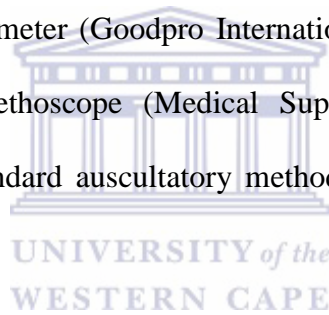 meter (Goodpro Internatio
ethoscope (Medical Sup
ndard auscultatory metho
UNIVERSITY of the
WESTERN CAPE